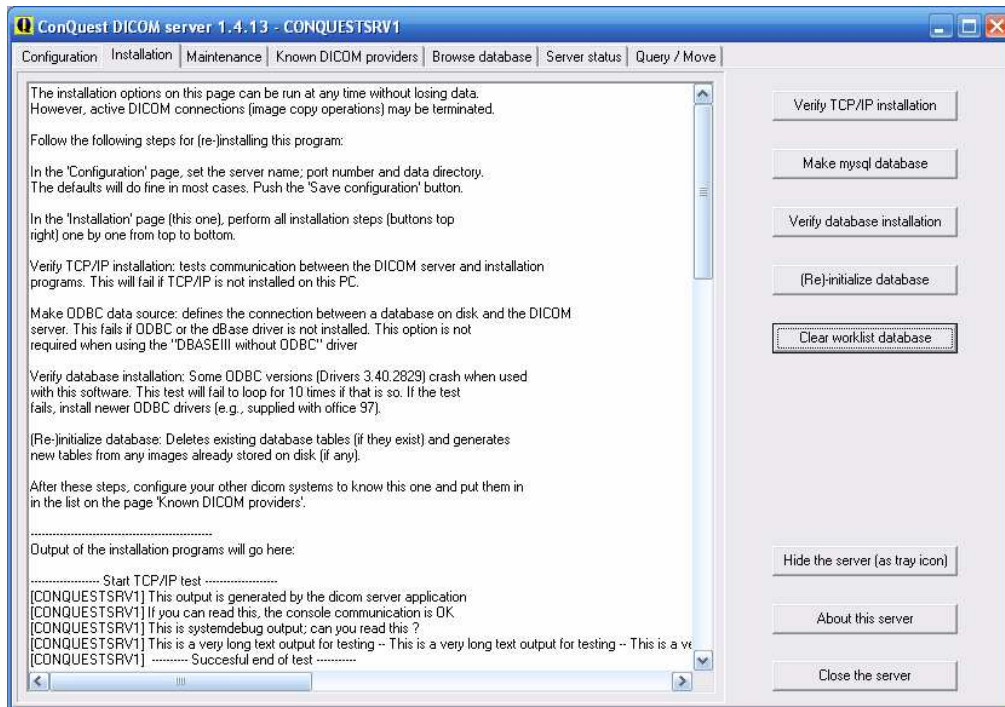 ConQuest DICOM server 1.4.13 - CONQUESTSRV1
Configuration Installation Maintenance Known DICOM providers Browse database Server status Query / Move
The installation options on this page can be run at any time without losing data.
However, active DICOM connections (image copy operations) may be terminated.
Follow the following steps for (re-)installing this program:
In the 'Configuration' page, set the server name; port number and data directory.
The defaults will do fine in most cases. Push the 'Save configuration' button.
In the 'Installation' page (this one), perform all installation steps (buttons top
right) one by one from top to bottom.
Verify TCP/IP installation: tests communication between the DICOM server and installation
programs. This will fail if TCP/IP is not installed on this PC.
Make ODBC data source: defines the connection between a database on disk and the DICOM
server. This fails if ODBC or the dBase driver is not installed. This option is not
required when using the "DBASEIII without ODBC" driver
Verify database installation: Some ODBC versions (Drivers 3.40.2829) crash when used
with this software. This test will fail to loop for 10 times if that is so. If the test
fails, install newer ODBC drivers (e.g., supplied with office 97).
(Re-)initialize database: Deletes existing database tables (if they exist) and generates
new tables from any images already stored on disk (if any).
After these steps, configure your other dicom systems to know this one and put them in
in the list on the page 'Known DICOM providers'.
------------------------------------------------
Output of the installation programs will go here:
------------------- Start TCP/IP test --------------------
[CONQUESTSRV1] This output is generated by the dicom server application
[CONQUESTSRV1] If you can read this, the console communication is OK
[CONQUESTSRV1] This is systemdebug output; can you read this ?
[CONQUESTSRV1] This is a very long text output for testing -- This is a very long text output for testing -- This is a ve
[CONQUESTSRV1] ---------- Succesful end of test -----------
Verify TCP/IP installation
Make mysql database
Verify database installation
(Re)-initialize database
Clear worklist database
Hide the server (as tray icon)
About this server
Close the server